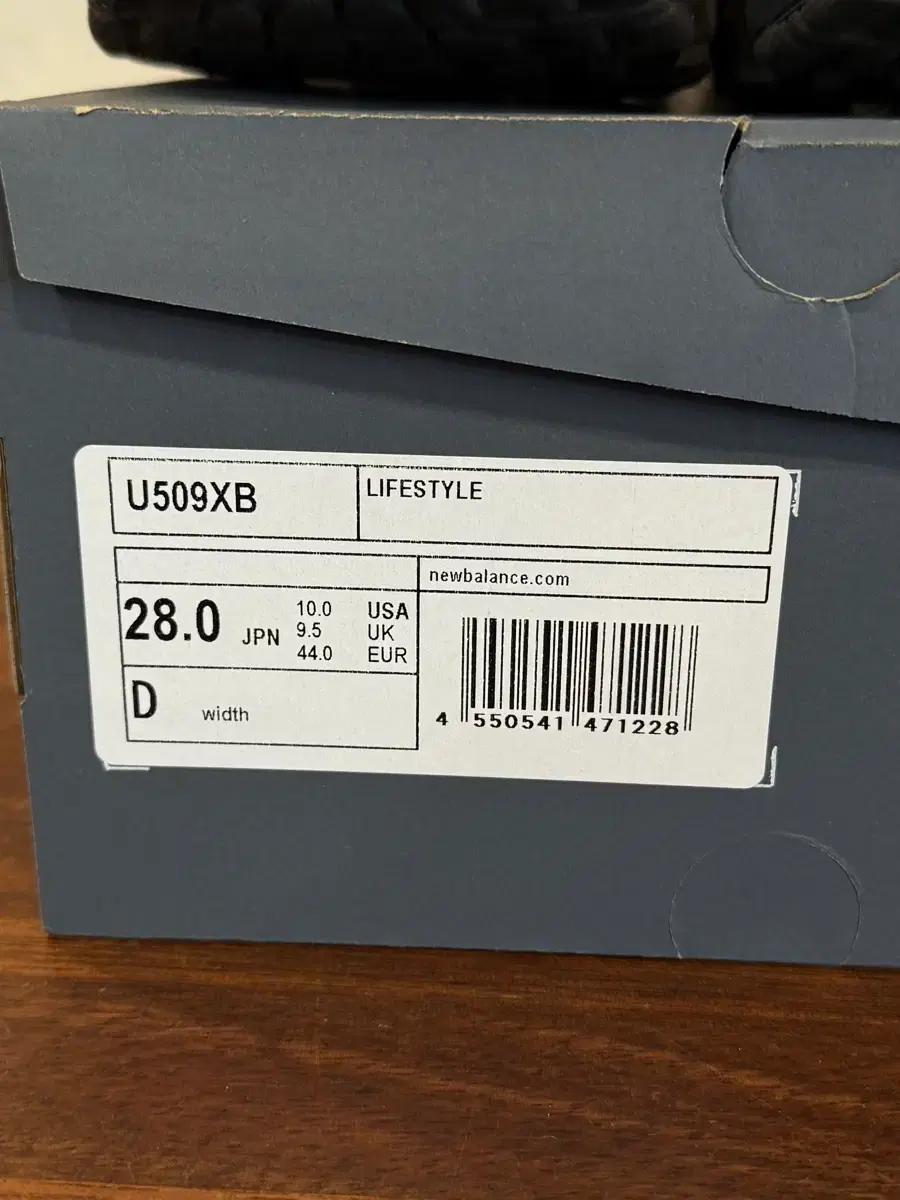 U509XB
LIFESTYLE
newbalance.com
28.0 JPN
10.0 USA
9.5 UK
44.0 EUR
D width
4 550541 471228